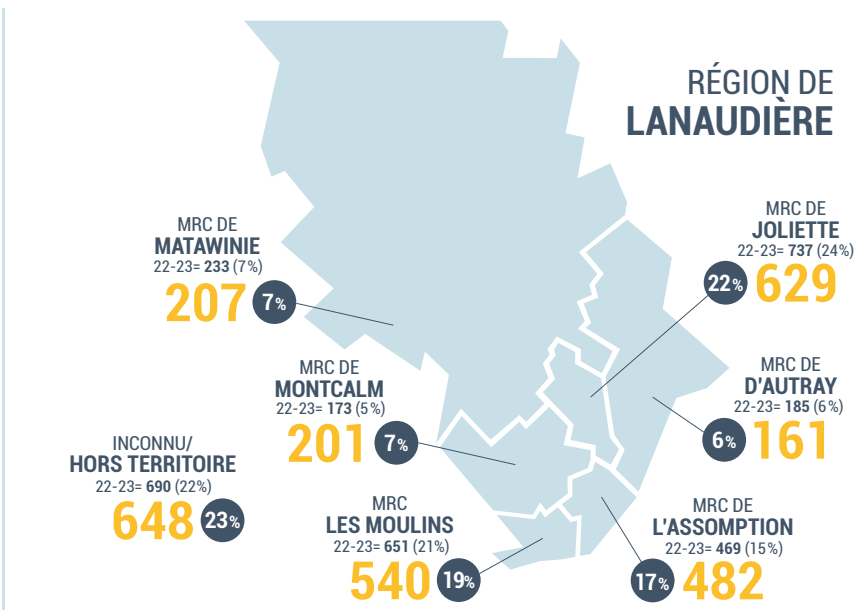 RÉGION DE
LANAUDIÈRE
MRC DE
MATAWINIE
22-23= 233 (7%)
207 7%
MRC DE
JOLIETTE
22-23= 737 (24%)
22% 629
MRC DE
MONTCALM
22-23= 173 (5%)
201 7%
MRC DE
D'AUTRAY
22-23= 185 (6%)
6% 161
INCONNU/
HORS TERRITOIRE
22-23= 690 (22%)
648 23%
MRC
LES MOULINS
22-23= 651 (21%)
540 19%
MRC DE
L'ASSOMPTION
22-23= 469 (15%)
17% 482